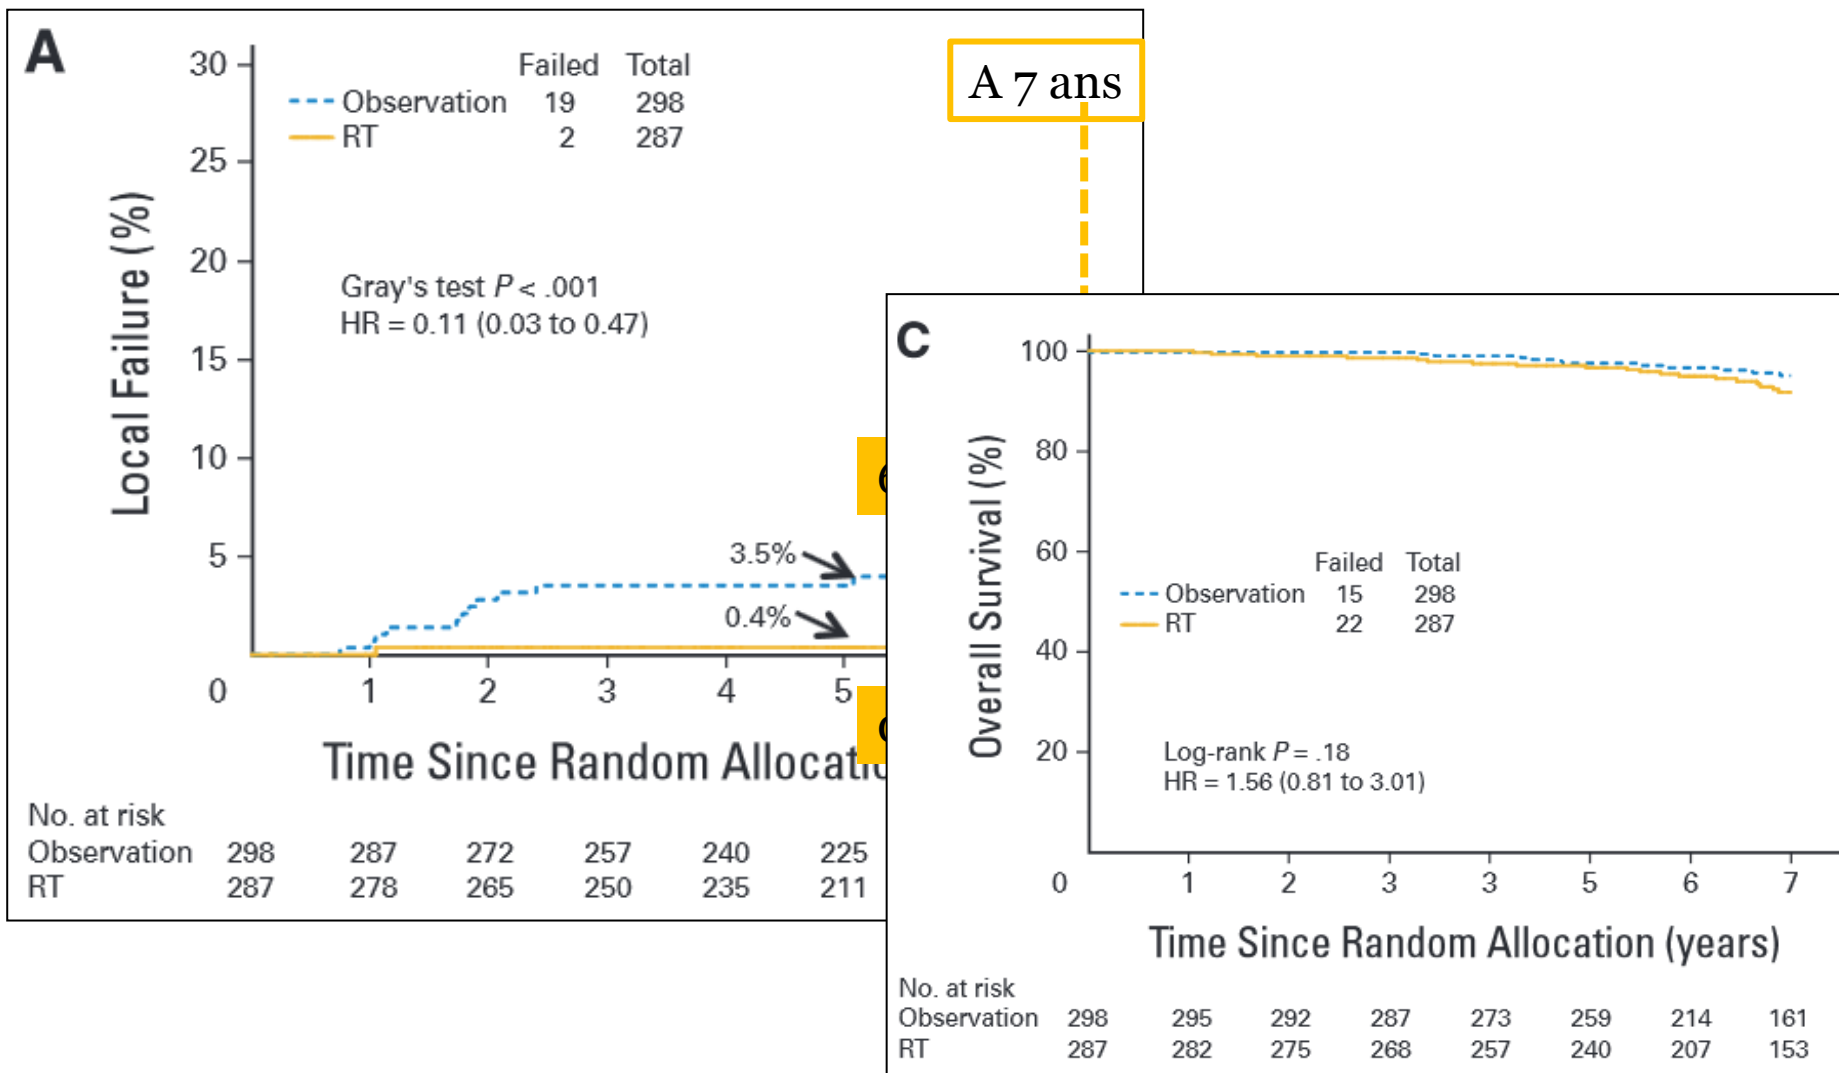 A
A 7 ans
Failed Total
Observation 19 298
RT 2 287
30
25
20
15
10
5
0
Local Failure (%)
Gray's test P < .001
HR = 0.11 (0.03 to 0.47)
3.5%
0.4%
1 2 3 4 5
Time Since Random
No. at risk
Observation 298 287 272 257 240 225
RT 287 278 265 250 235 211
C
100
80
60
40
20
0
Overall Survival (%)
Failed Total
Observation 15 298
RT 22 287
Log-rank P = .18
HR = 1.56 (0.81 to 3.01)
1 2 3 3 5 6 7
Time Since Random Allocation (years)
No. at risk
Observation 298 295 292 287 273 259 214 161
RT 287 282 275 268 257 240 207 153